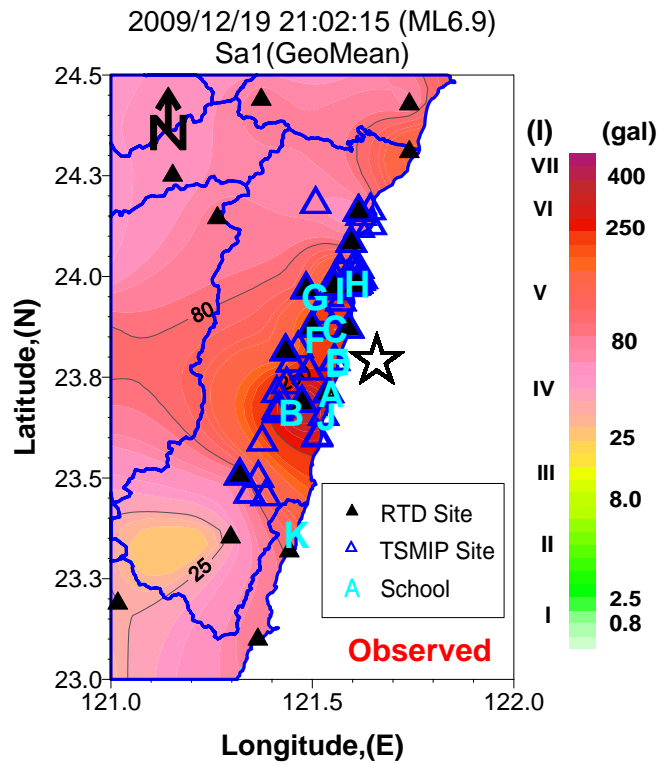 2009/12/19 21:02:15 (ML6.9)
Sa1(GeoMean)
24.5
24.3
24.0
23.8
23.5
23.3
23.0
Latitude,(N)
121.0
121.5
122.0
Longitude,(E)
N
80
25
G
I
H
C
F
D
B
A
J
K
RTD Site
TSMIP Site
A School
Observed
(I) (gal)
VII 400
VI 250
V
80
IV
25
III
8.0
II
2.5
I 0.8